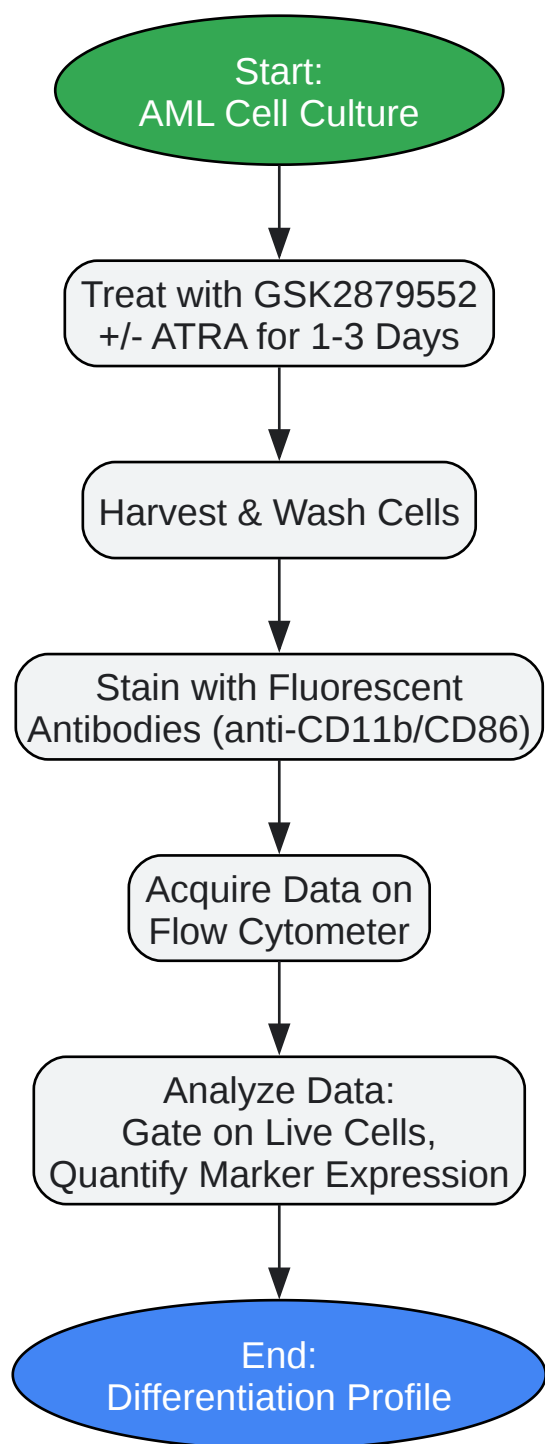 Start:
AML Cell Culture
Treat with GSK2879552
+/- ATRA for 1-3 Days
Harvest & Wash Cells
Stain with Fluorescent
Antibodies (anti-CD11b/CD86)
Acquire Data on
Flow Cytometer
Analyze Data:
Gate on Live Cells,
Quantify Marker Expression
End:
Differentiation Profile